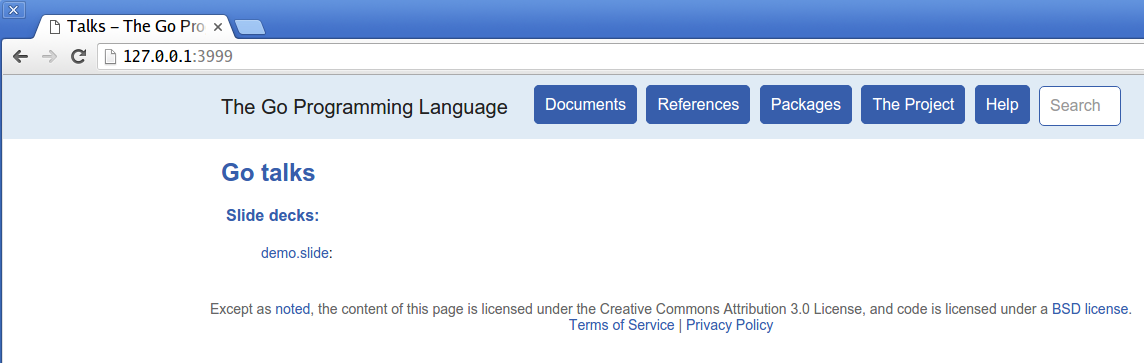 Talks – The Go Pro
127.0.0.1:3999
The Go Programming Language Documents References Packages The Project Help Search
Go talks
Slide decks:
demo.slide:
Except as noted, the content of this page is licensed under the Creative Commons Attribution 3.0 License, and code is licensed under a BSD license.
Terms of Service | Privacy Policy